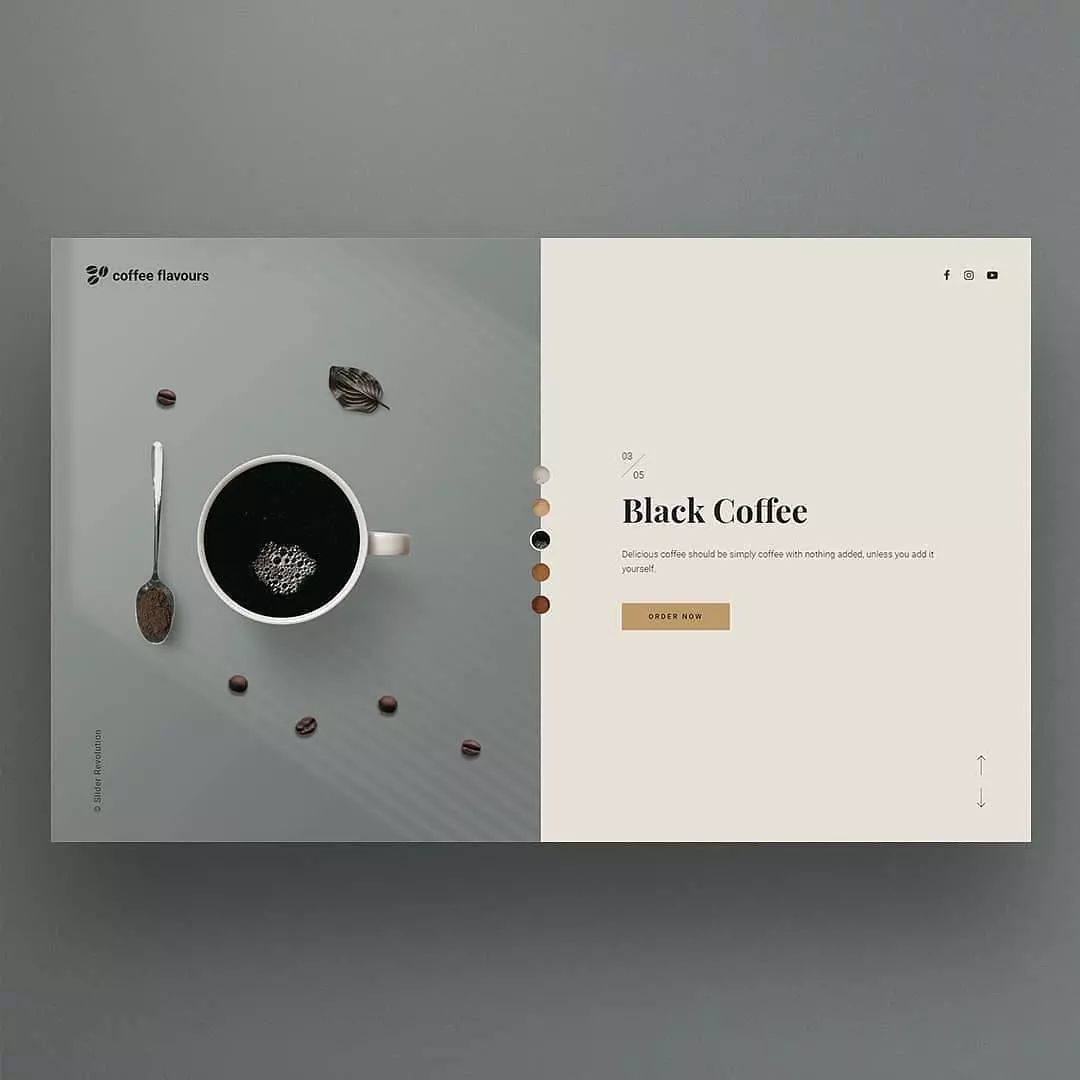 coffee flavours
03
05
Black Coffee
Delicious coffee should be simply coffee with nothing added, unless you add it
yourself.
ORDER NOW
© Slider Revolution